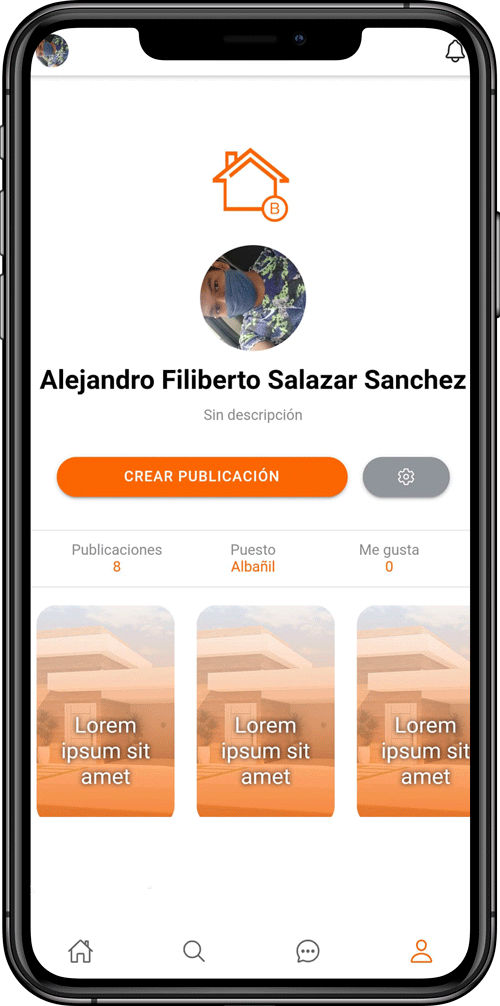 B
Alejandro Filiberto Salazar Sanchez
Sin descripción
CREAR PUBLICACIÓN
Publicaciones
Puesto
Me gusta
8
Albañil
0
Lorem
ipsum sit
amet
Lorem
ipsum sit
amet
Lorem
ipsum sit
amet